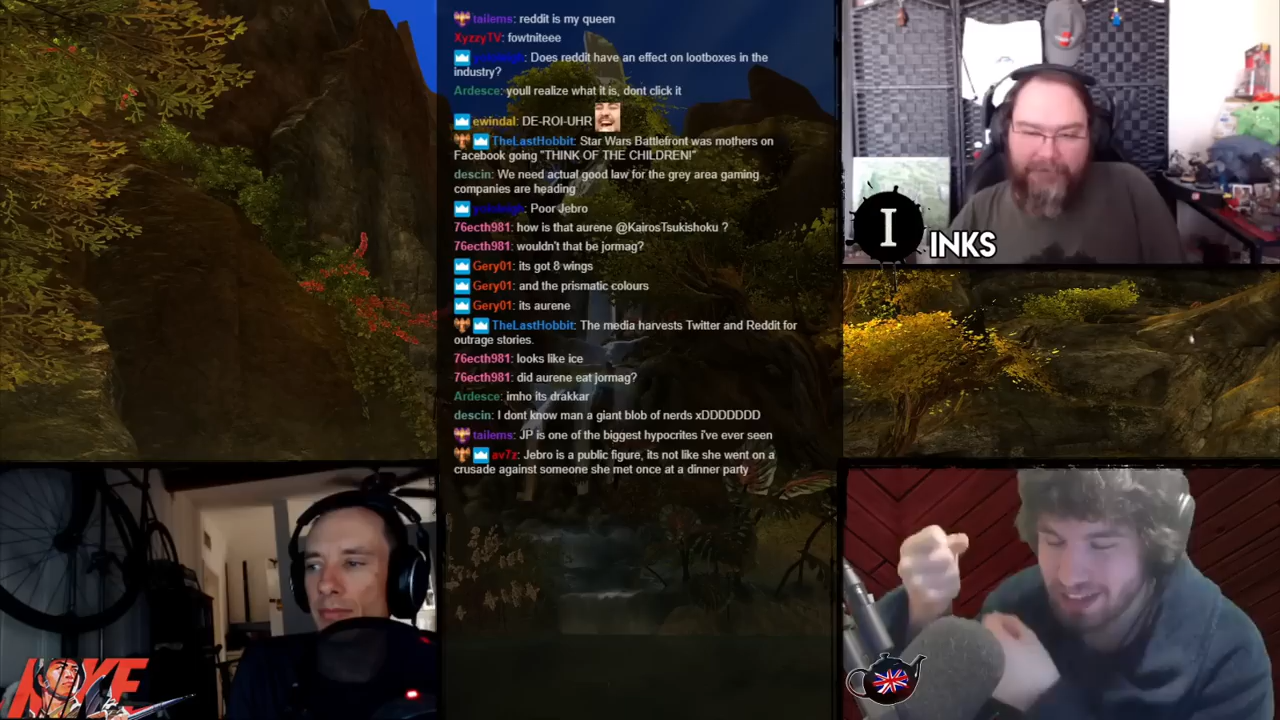 tailems: reddit is my queen
XyzzyTV: fowtniteee
Does reddit have an effect on lootboxes in the
industry?
Ardesce: youll realize what it is, dont click it
ewindal: DE-ROI-UHR
TheLastHobbit: Star Wars Battlefront was mothers on
Facebook going "THINK OF THE CHILDREN!"
descin: We need actual good law for the grey area gaming
companies are heading
Poor Jebro
76ecth981: how is that aurene @KairosTsukishoku ?
76ecth981: wouldn't that be jormag?
Gery01: its got 8 wings
Gery01: and the prismatic colours
Gery01: its aurene
TheLastHobbit: The media harvests Twitter and Reddit for
outrage stories.
76ecth981: looks like ice
76ecth981: did aurene eat jormag?
Ardesce: imho its drakkar
descin: I dont know man a giant blob of nerds xDDDDDDD
tailems: JP is one of the biggest hypocrites i've ever seen
av7z: Jebro is a public figure, its not like she went on a
crusade against someone she met once at a dinner party
I INKS